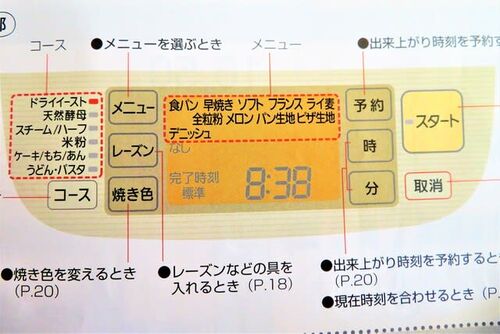 部
コース
●メニューを選ぶとき
メニュー
●出来上がり時刻を予約す
ドライイースト
天然酵母
スチーム/ハーフ
米粉
ケーキ/もち/あん
うどん・パスタ
コース
メニュー
レーズン
焼き色
食パン 早焼き ソフト フランス ライ麦
全粒粉 メロン パン生地 ピザ生地
デニッシュ
なし
完了時刻
標準
8:38
予約
時
分
スタート
取消
●焼き色を変えるとき
(P.20)
●レーズンなどの具を
入れるとき(P.18)
●出来上がり時刻を予約すると
(P.20)
●現在時刻を合わせるとき(P.